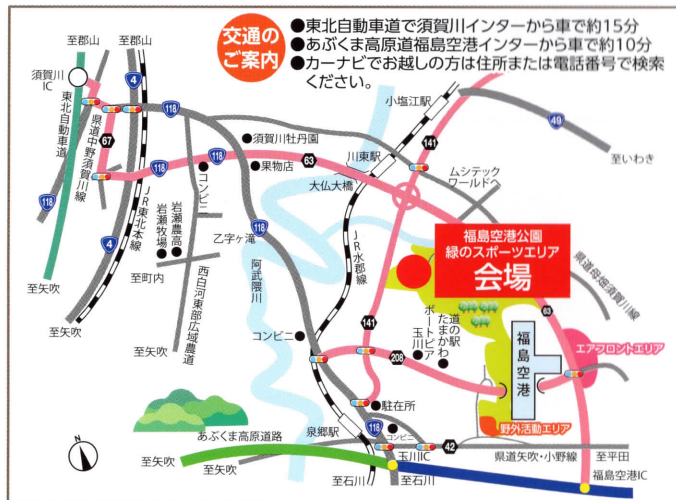 交通の
ご案内
●東北自動車道で須賀川インターから車で約15分
●あぶくま高原道福島空港インターから車で約10分
●カーナビでお越しの方は住所または電話番号で検索
ください。
至郡山
至郡山
須賀川
IC
4
118
67
東北自動車道
県道中野須賀川線
118
118
118
JR東北本線
4
コンビニ
岩瀬農高
岩瀬牧場
至町内
西白河東部広域農道
至矢吹
至矢吹
至矢吹
●須賀川牡丹園
●果物店
63
川東駅
大仏大橋
小塩江駅
141
49
至いわき
ムシテック
ワールドへ
118
乙字ヶ滝
阿武隈川
JR水郡線
福島空港公園
緑のスポーツエリア
会場
県道母畑須賀川線
63
コンビニ●
141
208
道の駅
たまかわ
ポートピア
玉川
福島空港
エアフロントエリア
野外活動エリア
●駐在所
118
コンビニ
泉郷駅
玉川IC
42
県道矢吹・小野線
至平田
福島空港IC
あぶくま高原道路
至矢吹
至矢吹
至石川
至石川
N